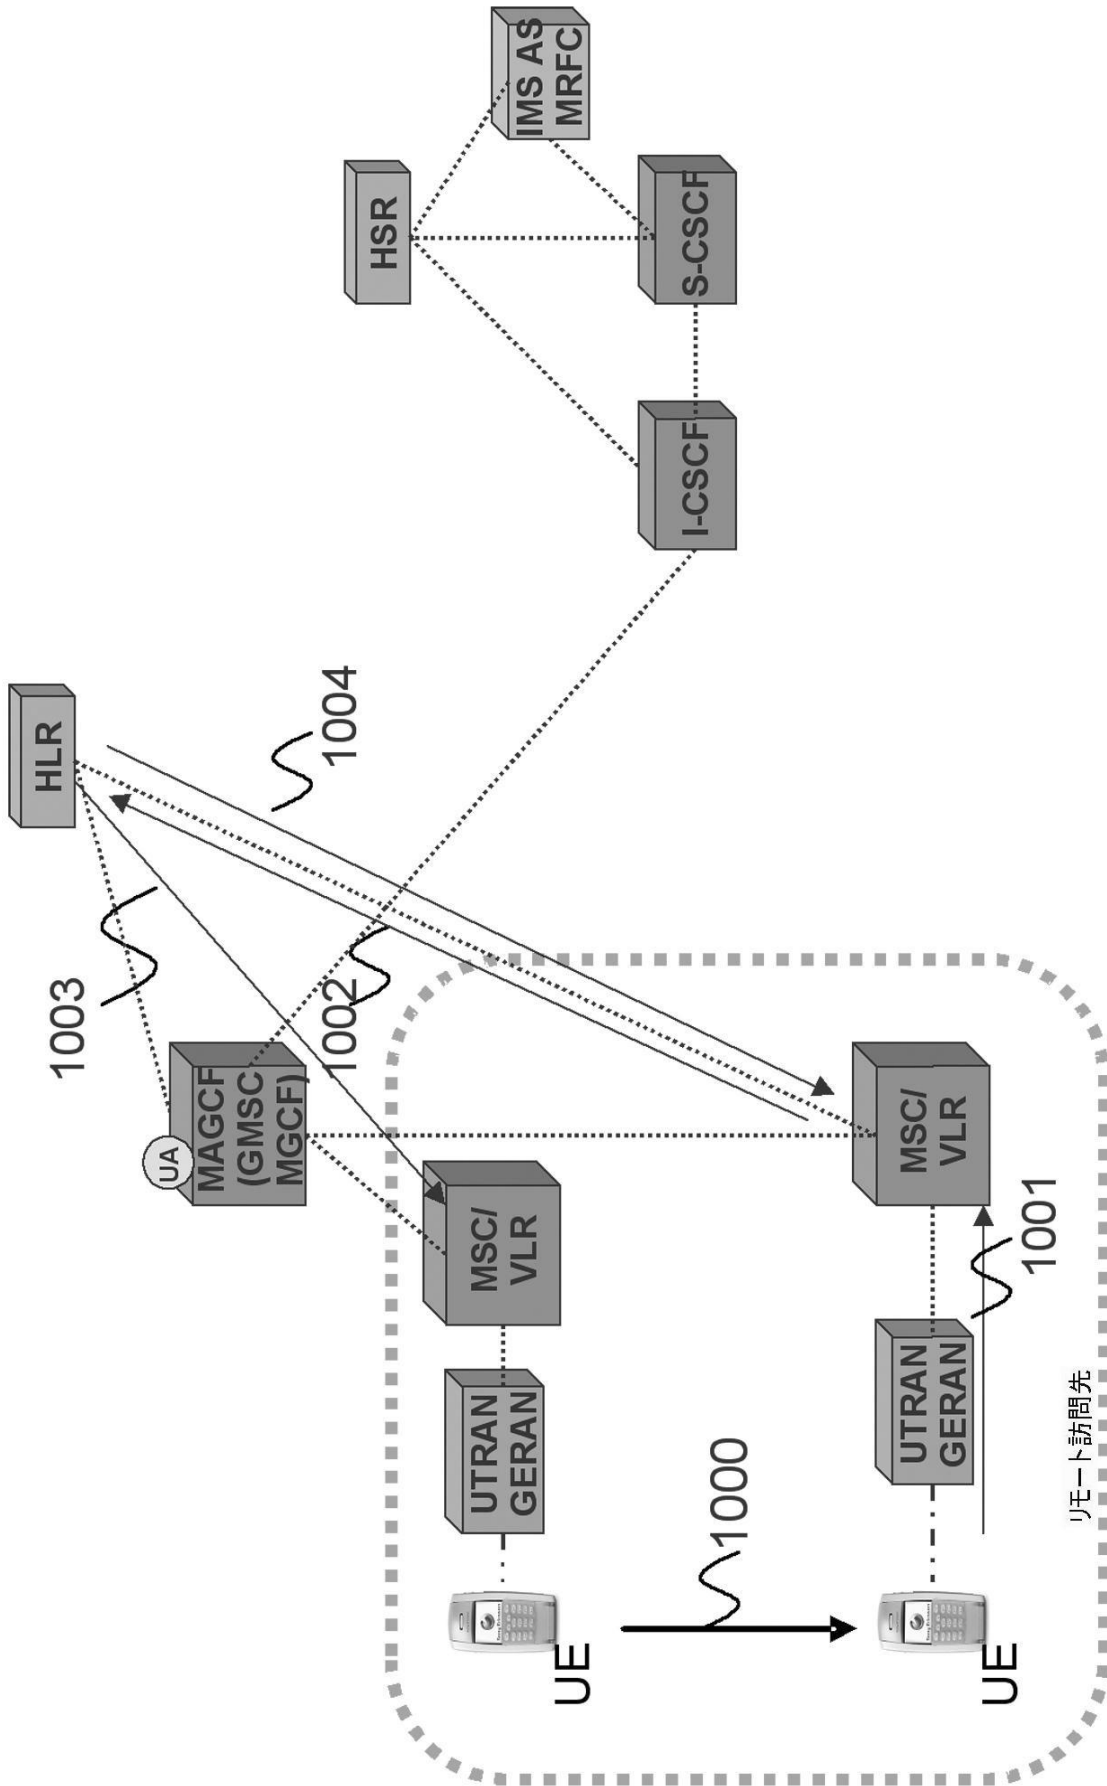 HLR
1003
1004
UA
MAGCF
(GMSC
MGCF)
1002
HSR
IMS AS
MRFC
I-CSCF
S-CSCF
UE
UTRAN
GERAN
MSC/
VLR
1000
UE
UTRAN
GERAN
MSC/
VLR
1001
リモート訪問先